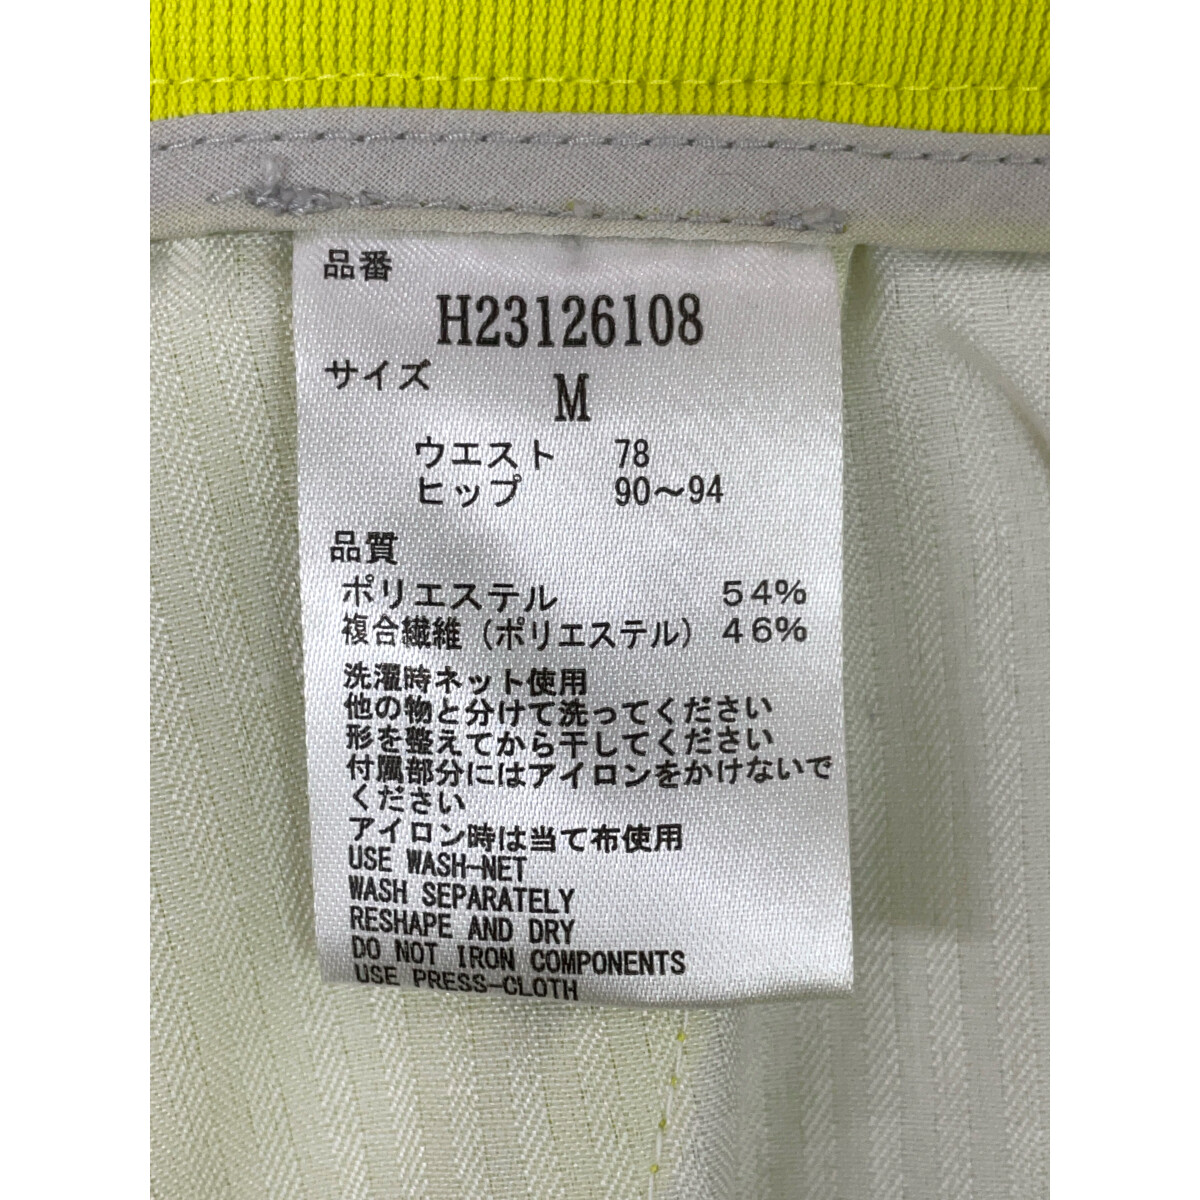 品番
H23126108
サイズ
M
ウエスト 78
ヒップ 90～94
品質
ポリエステル 54%
複合繊維(ポリエステル) 46%
洗濯時ネット使用
他の物と分けて洗ってください
形を整えてから干してください
付属部分にはアイロンをかけないで
ください
アイロン時は当て布使用
USE WASH-NET
WASH SEPARATELY
RESHAPE AND DRY
DO NOT IRON COMPONENTS
USE PRESS-CLOTH